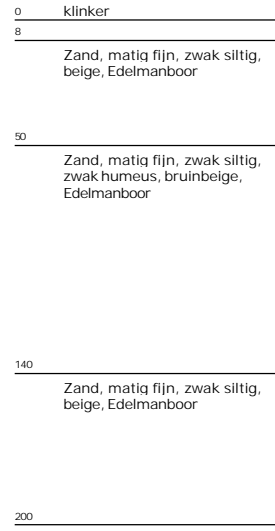 0 klinker
8
Zand, matig fijn, zwak siltig,
beige, Edelmanboor
50
Zand, matig fijn, zwak siltig,
zwak humeus, bruinbeige,
Edelmanboor
140
Zand, matig fijn, zwak siltig,
beige, Edelmanboor
200